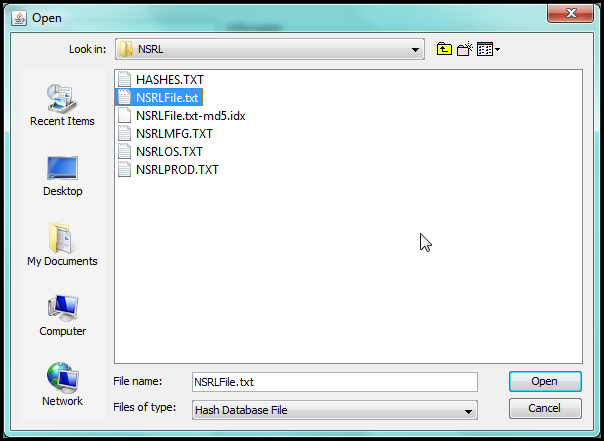 Open
Look in: NSRL
Recent Items
Desktop
My Documents
Computer
Network
HASHES.TXT
NSRLFile.txt
NSRLFile.txt-md5.idx
NSRLMFG.TXT
NSRLOS.TXT
NSRLPROD.TXT
File name: NSRLFile.txt Open
Files of type: Hash Database File Cancel